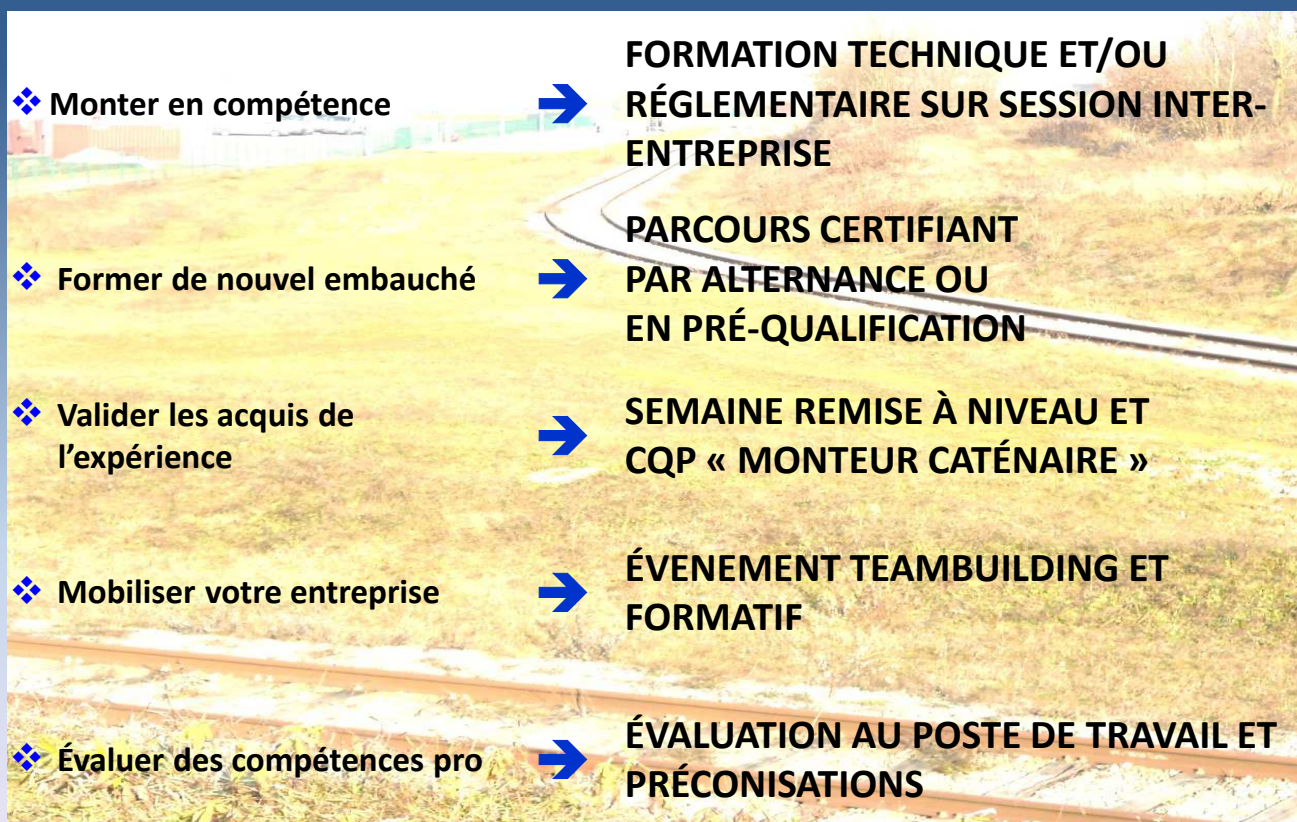 FORMATION TECHNIQUE ET/OU
❖ Monter en compétence ➔ RÉGLEMENTAIRE SUR SESSION INTER-
ENTREPRISE
PARCOURS CERTIFIANT
❖ Former de nouvel embauché ➔ PAR ALTERNANCE OU
EN PRÉ-QUALIFICATION
❖ Valider les acquis de
l’expérience
➔ SEMAINE REMISE À NIVEAU ET
CQP « MONTEUR CATÉNAIRE »
❖ Mobiliser votre entreprise ➔ ÉVENEMENT TEAMBUILDING ET
FORMATIF
❖ Évaluer des compétences pro ➔ ÉVALUATION AU POSTE DE TRAVAIL ET
PRÉCONISATIONS